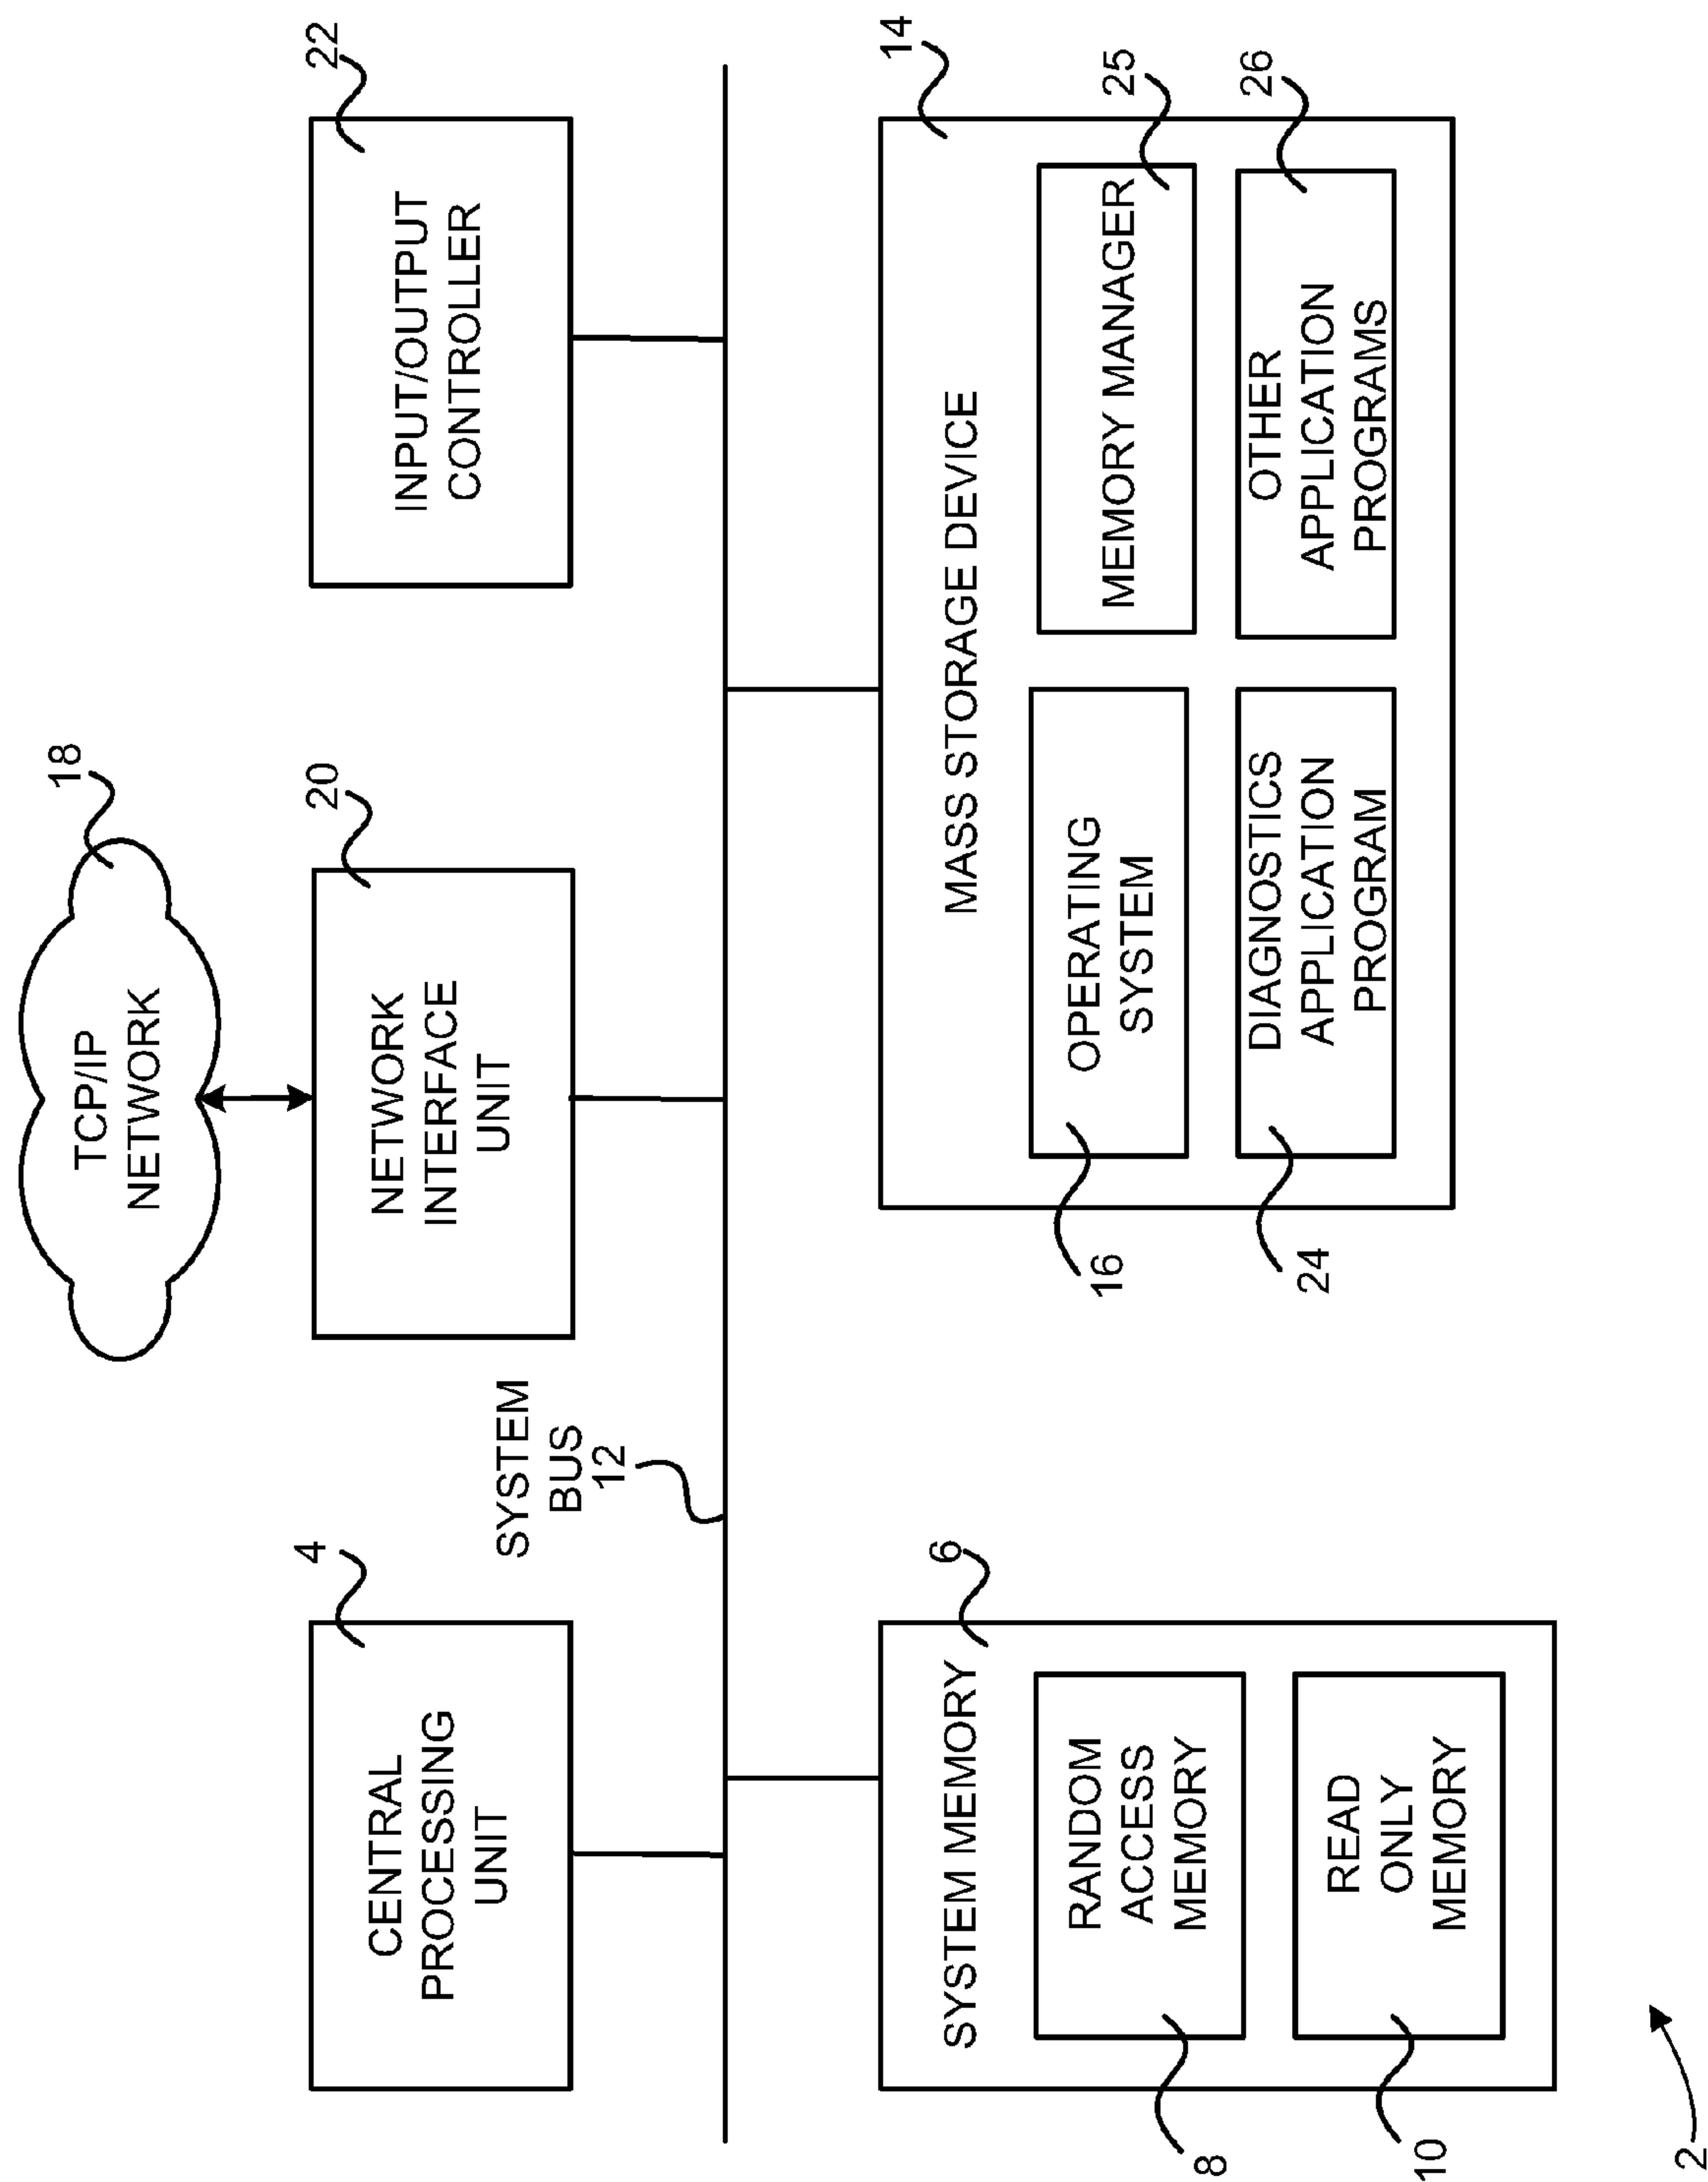 18
TCP/IP
NETWORK
4
CENTRAL
PROCESSING
UNIT
20
NETWORK
INTERFACE
UNIT
22
INPUT/OUTPUT
CONTROLLER
SYSTEM
BUS
12
6
SYSTEM MEMORY
RANDOM
ACCESS
MEMORY
8
READ
ONLY
MEMORY
10
14
MASS STORAGE DEVICE
OPERATING
SYSTEM
16
MEMORY MANAGER
25
DIAGNOSTICS
APPLICATION
PROGRAM
24
OTHER
APPLICATION
PROGRAMS
26
2